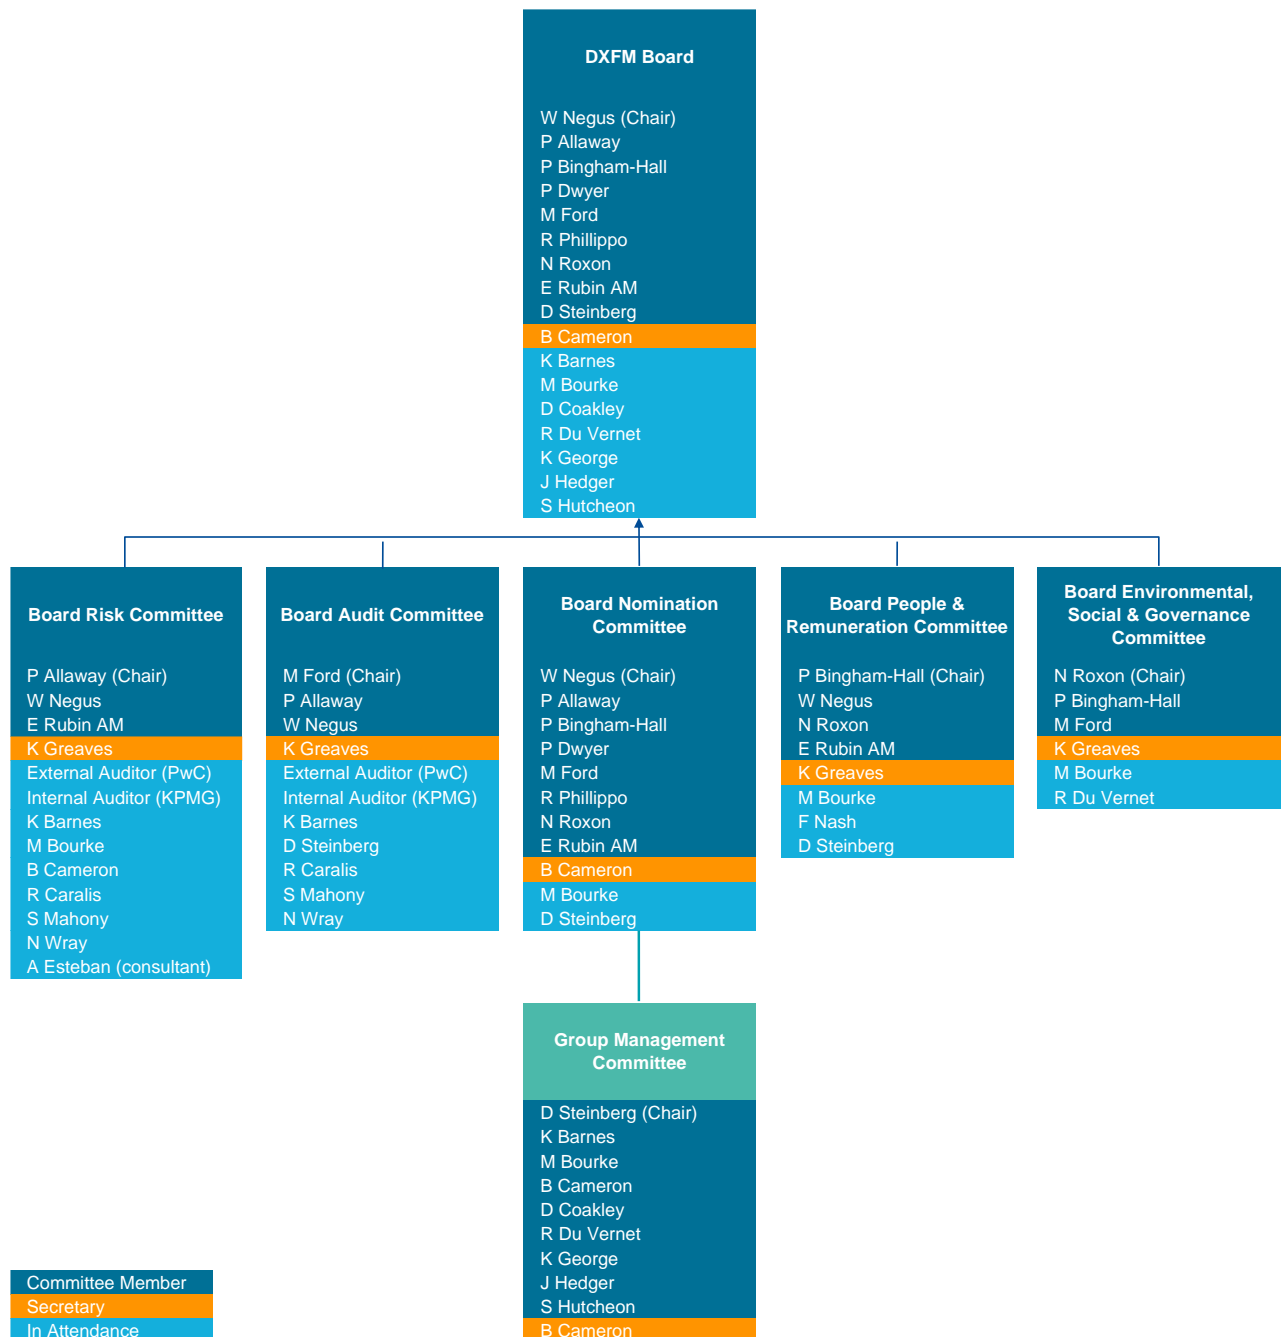 DXFM Board
W Negus (Chair)
P Allaway
P Bingham-Hall
P Dwyer
M Ford
R Phillippo
N Roxon
E Rubin AM
D Steinberg
B Cameron
K Barnes
M Bourke
D Coakley
R Du Vernet
K George
J Hedger
S Hutcheon
Board Risk Committee
P Allaway (Chair)
W Negus
E Rubin AM
K Greaves
External Auditor (PwC)
Internal Auditor (KPMG)
K Barnes
M Bourke
B Cameron
R Caralis
S Mahony
N Wray
A Esteban (consultant)
Board Audit Committee
M Ford (Chair)
P Allaway
W Negus
K Greaves
External Auditor (PwC)
Internal Auditor (KPMG)
K Barnes
D Steinberg
R Caralis
S Mahony
N Wray
Board Nomination
Committee
W Negus (Chair)
P Allaway
P Bingham-Hall
P Dwyer
M Ford
R Phillippo
N Roxon
E Rubin AM
B Cameron
M Bourke
D Steinberg
Board People &
Remuneration Committee
P Bingham-Hall (Chair)
W Negus
N Roxon
E Rubin AM
K Greaves
M Bourke
F Nash
D Steinberg
Board Environmental,
Social & Governance
Committee
N Roxon (Chair)
P Bingham-Hall
M Ford
K Greaves
M Bourke
R Du Vernet
Group Management
Committee
D Steinberg (Chair)
K Barnes
M Bourke
B Cameron
D Coakley
R Du Vernet
K George
J Hedger
S Hutcheon
B Cameron
Committee Member
Secretary
In Attendance